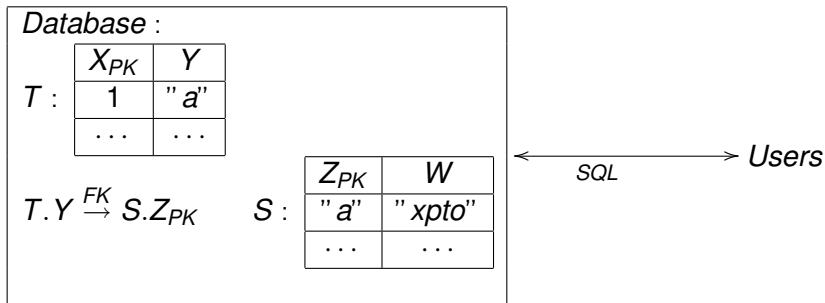 Database :
X_PK Y
T : 1 "a"
... ...
Z_PK W
T.Y FK→ S.Z_PK S : "a" "xpto"
... ...
SQL
Users